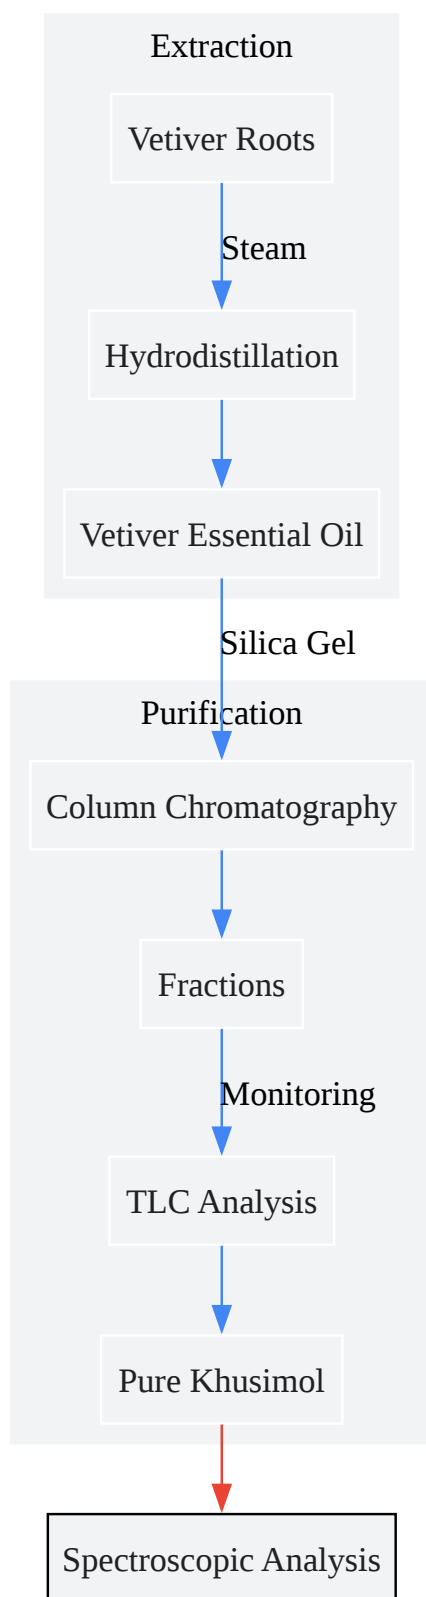 Extraction
Vetiver Roots
Steam
Hydrodistillation
Vetiver Essential Oil
Silica Gel
Purification
Column Chromatography
Fractions
Monitoring
TLC Analysis
Pure Khusimol
Spectroscopic Analysis